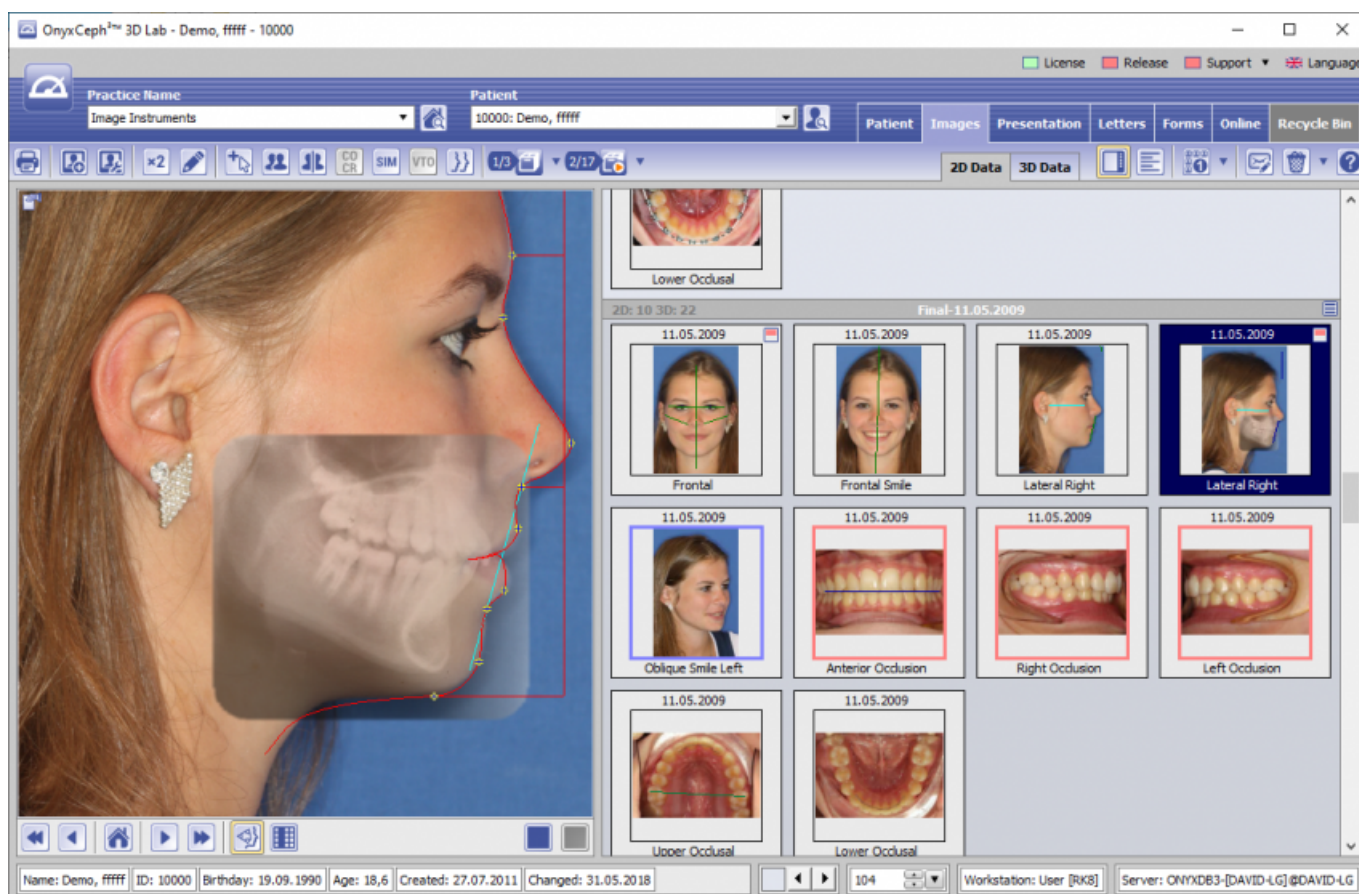 OnyxCeph³™ 3D Lab - Demo, fffff - 10000
License Release Support Language
Practice Name Patient
Image Instruments 10000: Demo, fffff
Patient Images Presentation Letters Forms Online Recycle Bin
×2 CO CR SIM VTO 1/3 2/17 2D Data 3D Data 1 ?
Lower Occlusal
2D: 10 3D: 22 Final-11.05.2009
11.05.2009 11.05.2009 11.05.2009 11.05.2009
Frontal Frontal Smile Lateral Right Lateral Right
11.05.2009 11.05.2009 11.05.2009 11.05.2009
Oblique Smile Left Anterior Occlusion Right Occlusion Left Occlusion
11.05.2009 11.05.2009
Upper Occlusal Lower Occlusal
Name: Demo, fffff ID: 10000 Birthday: 19.09.1990 Age: 18,6 Created: 27.07.2011 Changed: 31.05.2018 104 Workstation: User [RK8] Server: ONYXDB3-[DAVID-LG]@DAVID-LG